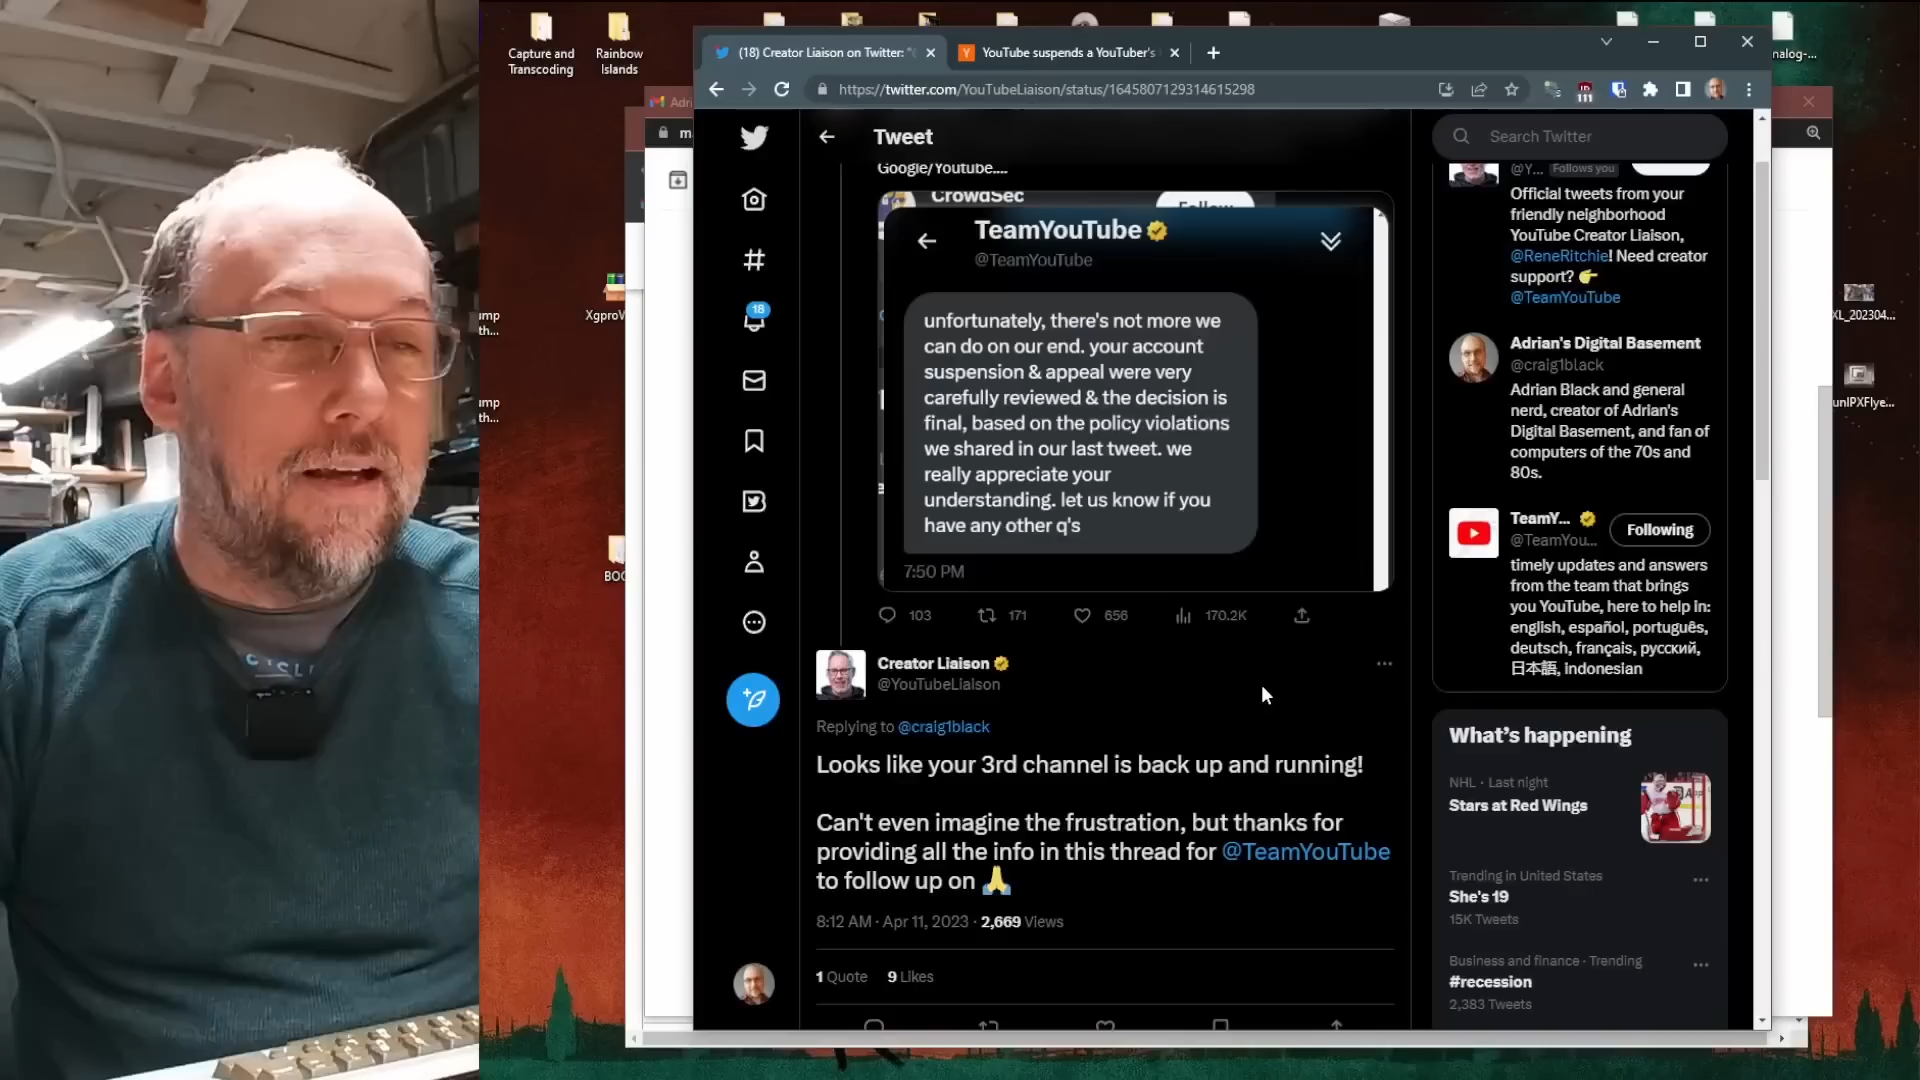 Capture and
Transcoding
Rainbow
Islands
nalog-...
(18) Creator Liaison on Twitter: "
YouTube suspends a YouTuber's
https://twitter.com/YouTubeLiaison/status/1645807129314615298
Adri
m
Tweet
Search Twitter
Google/Youtube....
CrowdSec
Follow
TeamYouTube
@TeamYouTube
unfortunately, there's not more we
can do on our end. your account
suspension & appeal were very
carefully reviewed & the decision is
final, based on the policy violations
we shared in our last tweet. we
really appreciate your
understanding. let us know if you
have any other q's
7:50 PM
103
171
656
170.2K
18
Creator Liaison
@YouTubeLiaison
Replying to @craig1black
Looks like your 3rd channel is back up and running!
Can't even imagine the frustration, but thanks for
providing all the info in this thread for @TeamYouTube
to follow up on 🙏
8:12 AM · Apr 11, 2023 · 2,669 Views
1 Quote 9 Likes
@Y... Follows you
Official tweets from your
friendly neighborhood
YouTube Creator Liaison,
@ReneRitchie! Need creator
support? 👉
@TeamYouTube
Adrian's Digital Basement
@craig1black
Adrian Black and general
nerd, creator of Adrian's
Digital Basement, and fan of
computers of the 70s and
80s.
TeamY...
@TeamYou...
Following
timely updates and answers
from the team that brings
you YouTube, here to help in:
english, español, português,
deutsch, français, русский,
日本語, indonesian
What's happening
NHL · Last night
Stars at Red Wings
Trending in United States
She's 19
15K Tweets
Business and finance · Trending
#recession
2,383 Tweets
ump
th...
XgproV
ump
th...
BOO
XL_202304...
unIPXFlye...